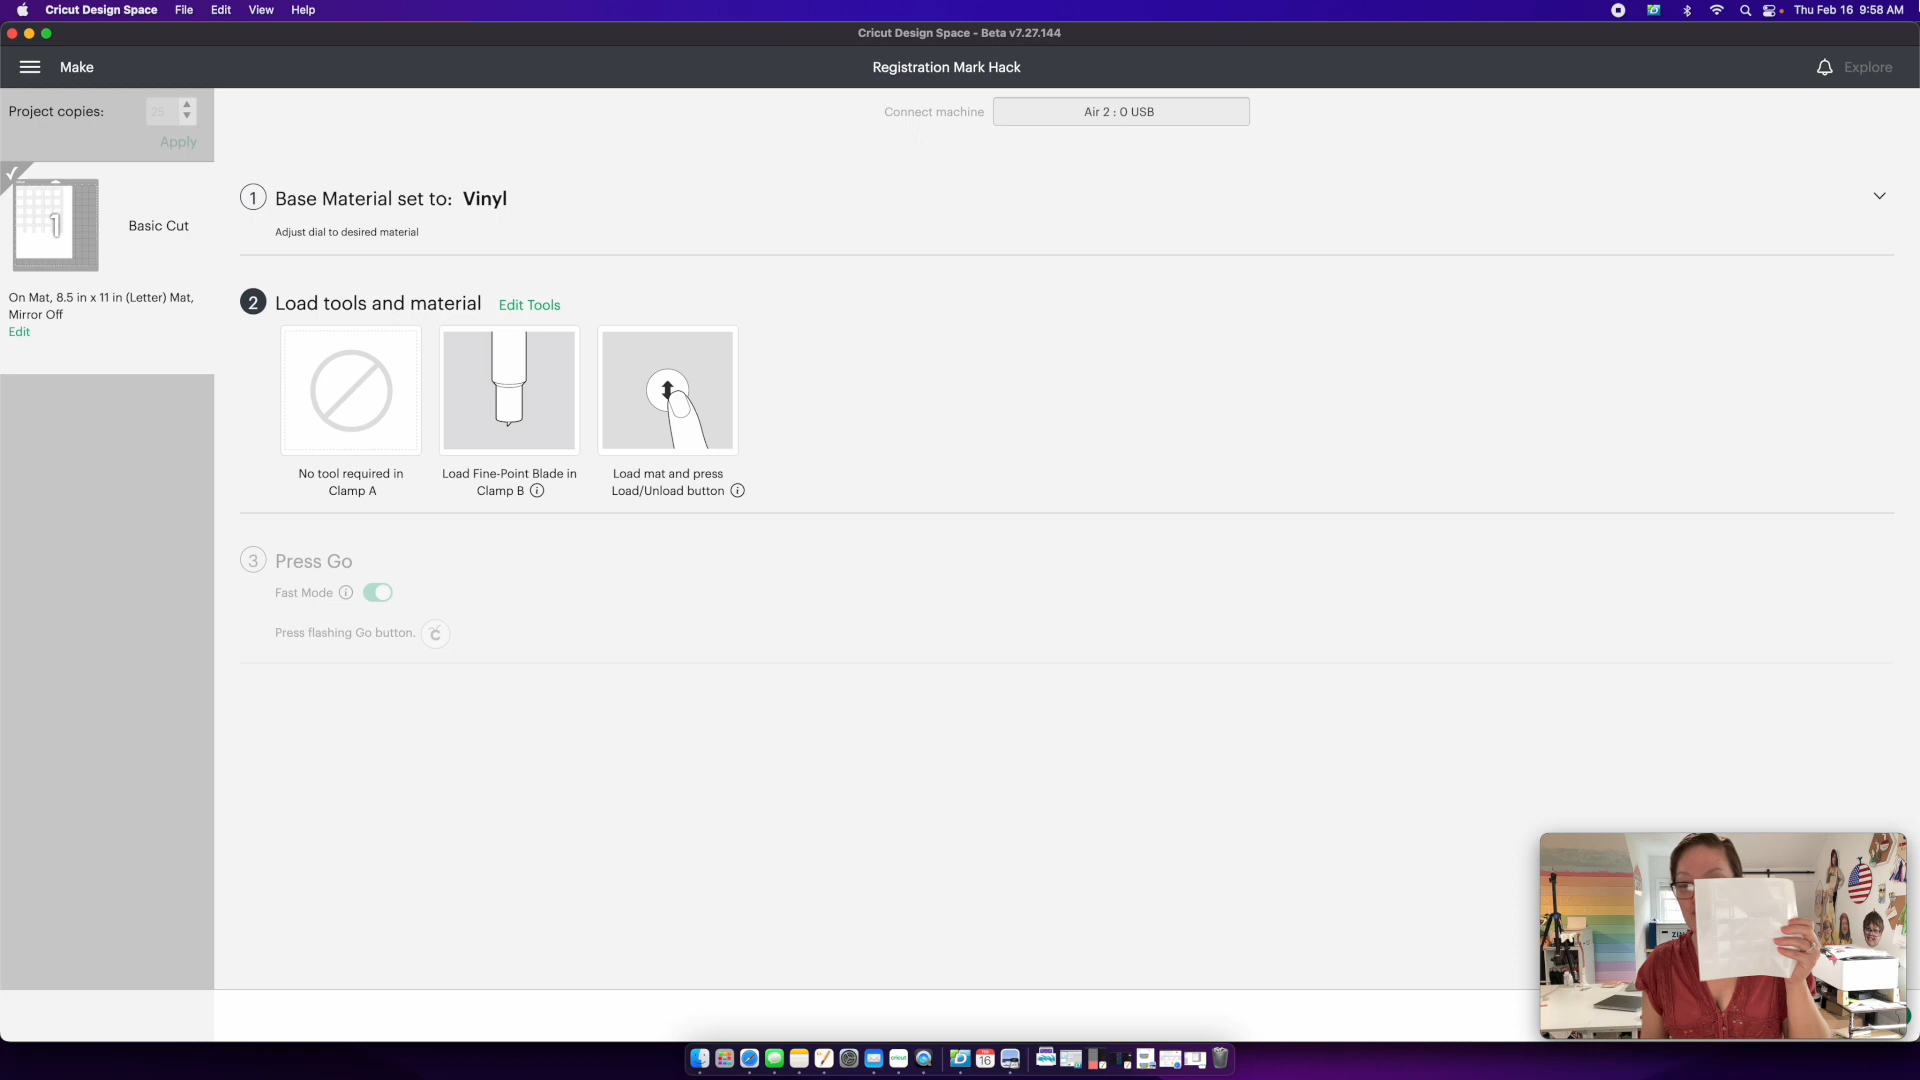 Cricut Design Space File Edit View Help
Thu Feb 16 9:58 AM
Cricut Design Space - Beta v7.27.144
Make
Registration Mark Hack
Explore
Project copies: 25
Apply
Connect machine Air 2 : 0 USB
1
Basic Cut
On Mat, 8.5 in x 11 in (Letter) Mat,
Mirror Off
Edit
1 Base Material set to: Vinyl
Adjust dial to desired material
2 Load tools and material Edit Tools
No tool required in
Clamp A
Load Fine-Point Blade in
Clamp B
Load mat and press
Load/Unload button
3 Press Go
Fast Mode
Press flashing Go button.
16
cricut